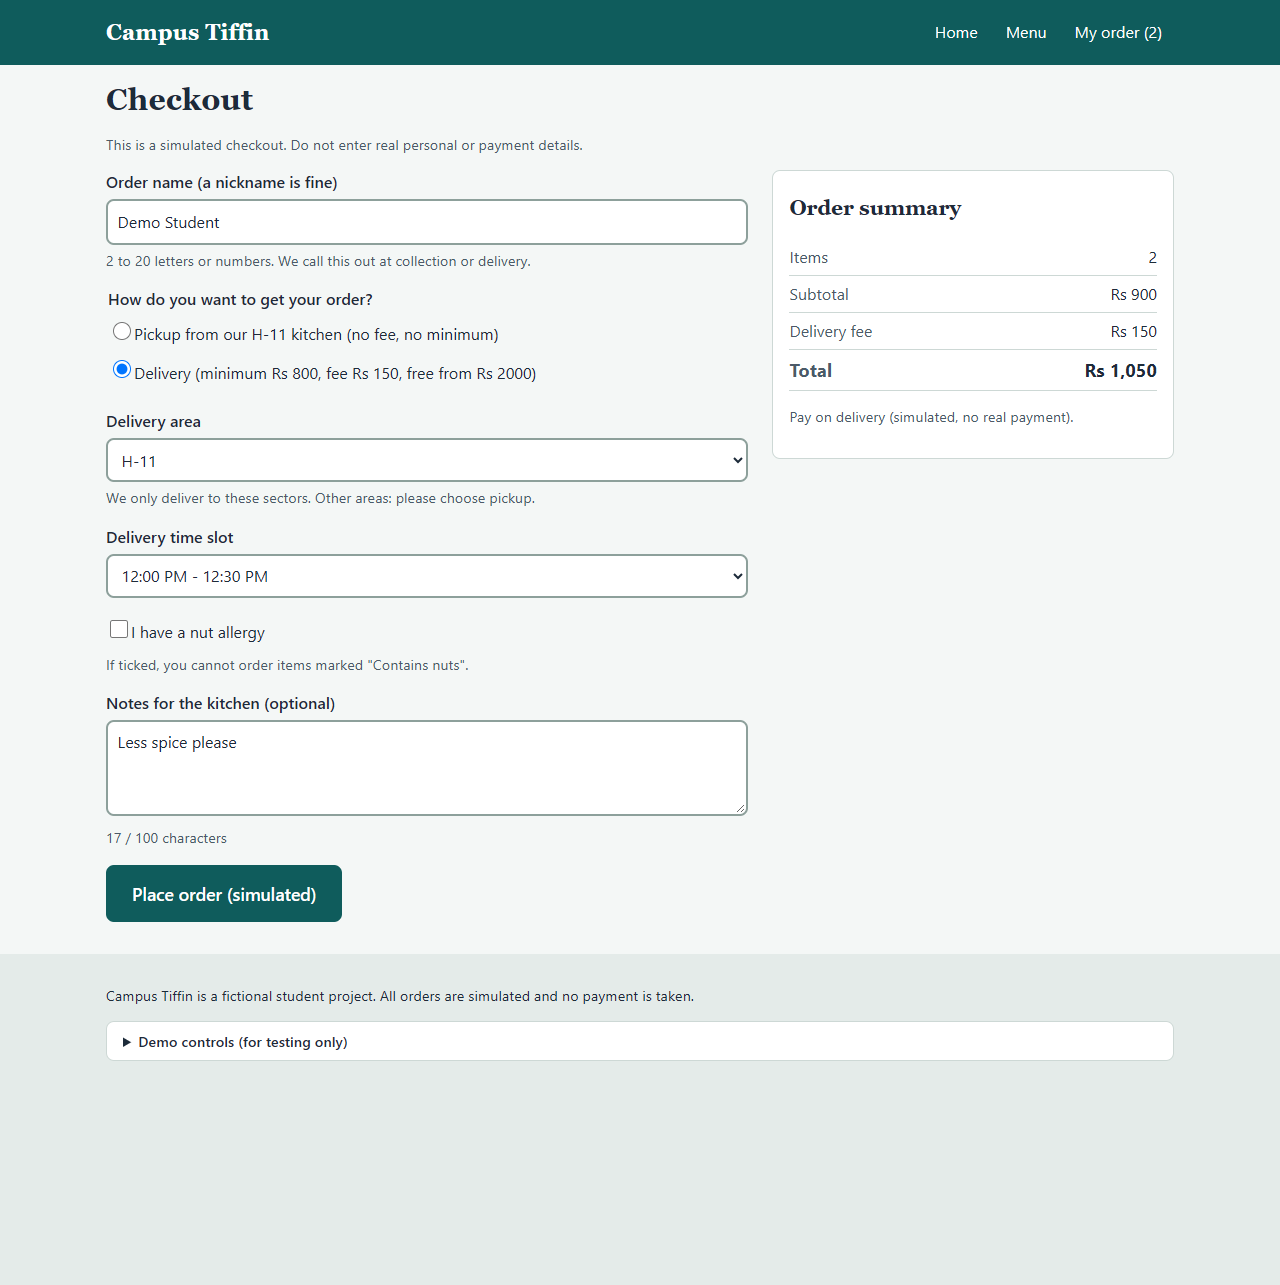 Campus Tiffin
Home Menu My order (2)
Checkout
This is a simulated checkout. Do not enter real personal or payment details.
Order name (a nickname is fine)
Demo Student
2 to 20 letters or numbers. We call this out at collection or delivery.
How do you want to get your order?
Pickup from our H-11 kitchen (no fee, no minimum)
Delivery (minimum Rs 800, fee Rs 150, free from Rs 2000)
Delivery area
H-11
We only deliver to these sectors. Other areas: please choose pickup.
Delivery time slot
12:00 PM - 12:30 PM
I have a nut allergy
If ticked, you cannot order items marked "Contains nuts".
Notes for the kitchen (optional)
Less spice please
17 / 100 characters
Place order (simulated)
Order summary
Items 2
Subtotal Rs 900
Delivery fee Rs 150
Total Rs 1,050
Pay on delivery (simulated, no real payment).
Campus Tiffin is a fictional student project. All orders are simulated and no payment is taken.
Demo controls (for testing only)